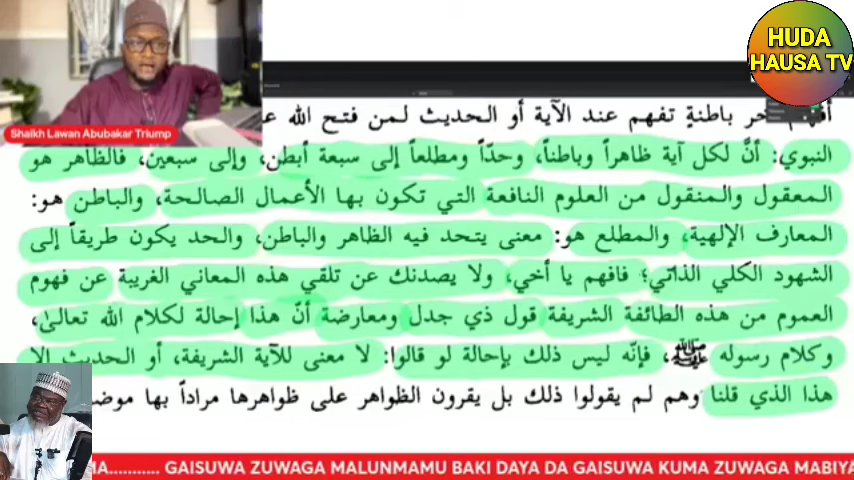 HUDA
HAUSA TV
Shaikh Lawan Abubakar Triump
آخر باطنةٍ تفهم عند الآية أو الحديث لمن فتح الله
النبوي: أنَّ لكل آية ظاهراً وباطناً، وحدّاً ومطلعاً إلى سبعة أبطن، وإلى سبعين، فالظاهر هو
المعقول والمنقول من العلوم النافعة التي تكون بها الأعمال الصالحة، والباطن هو:
المعارف الإلهية، والمطلع هو: معنى يتحد فيه الظاهر والباطن، والحد يكون طريقاً إلى
الشهود الكلي الذاتي؛ فافهم يا أخي، ولا يصدنك عن تلقي هذه المعاني الغريبة عن فهوم
العموم من هذه الطائفة الشريفة قول ذي جدل ومعارضة أنّ هذا إحالة لكلام الله تعالى،
وكلام رسوله ﷺ، فإنّه ليس ذلك بإحالة لو قالوا: لا معنى للآية الشريفة، أو الحديث إلا
هذا الذي قلنا وهم لم يقولوا ذلك بل يقرون الظواهر على ظواهرها مراداً بها
........... GAISUWA ZUWAGA MALUNMAMU BAKI DAYA DA GAISUWA KUMA ZUWAGA MABIYA